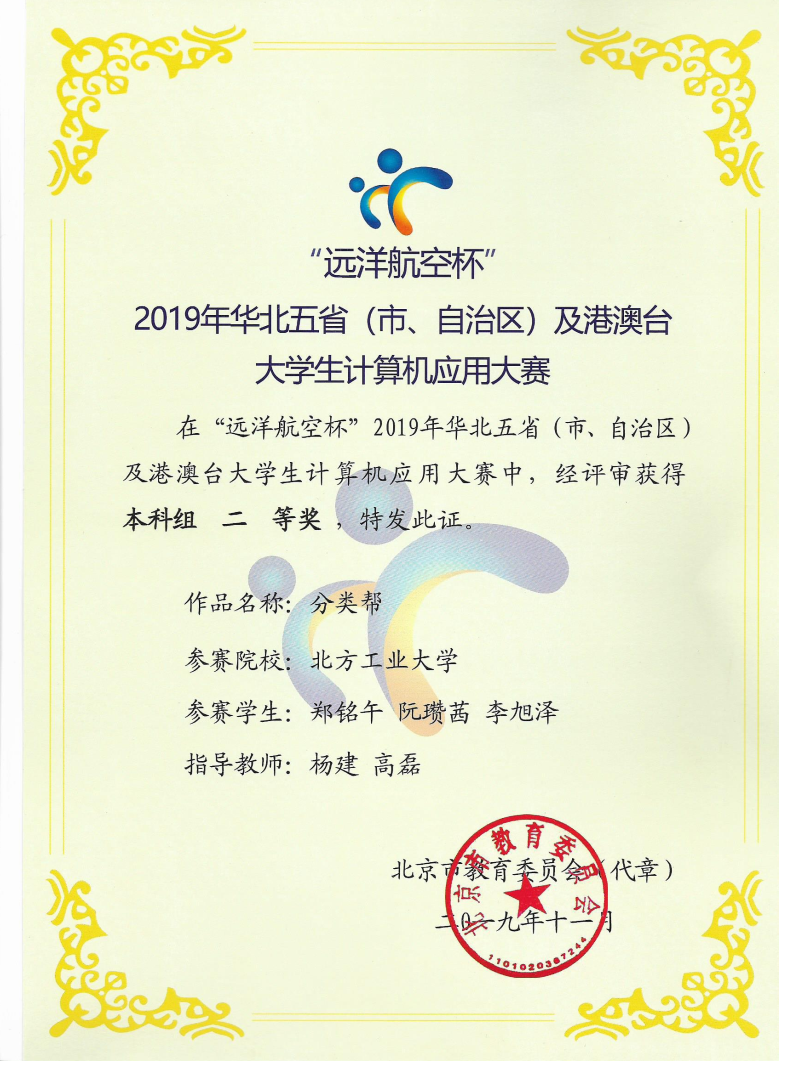 “远洋航空杯”
2019年华北五省（市、自治区）及港澳台
大学生计算机应用大赛
在“远洋航空杯”2019年华北五省（市、自治区）
及港澳台大学生计算机应用大赛中，经评审获得
本科组 二 等奖，特发此证。
作品名称：分类帮
参赛院校：北方工业大学
参赛学生：郑铭午 阮瓒茜 李旭泽
指导教师：杨建 高磊
北京市教育委员会（代章）
二〇一九年十一月
北京市教育委员会
1101020367244